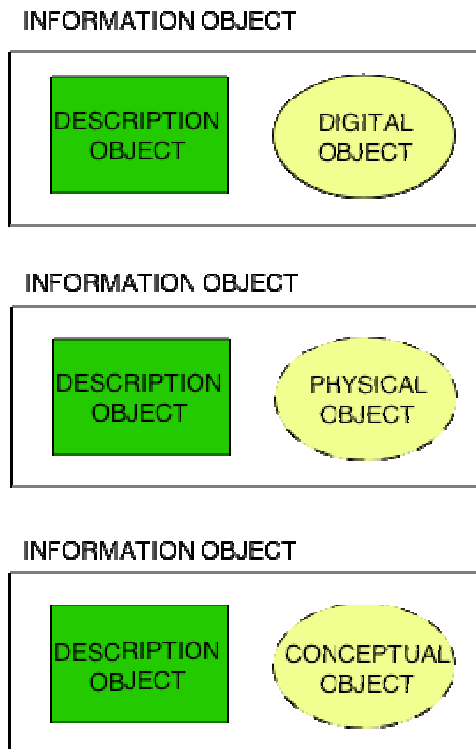 INFORMATION OBJECT
DESCRIPTION
OBJECT
DIGITAL
OBJECT
INFORMATION OBJECT
DESCRIPTION
OBJECT
PHYSICAL
OBJECT
INFORMATION OBJECT
DESCRIPTION
OBJECT
CONCEPTUAL
OBJECT